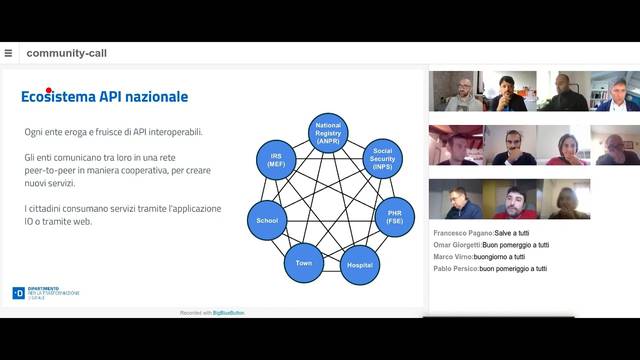 community-call
Ecosistema API nazionale
Ogni ente eroga e fruisce di API interoperabili.
Gli enti comunicano tra loro in una rete
peer-to-peer in maniera cooperativa, per creare
nuovi servizi.
I cittadini consumano servizi tramite l'applicazione
IO o tramite web.
National
Registry
(ANPR)
IRS
(MEF)
Social
Security
(INPS)
School
PHR
(FSE)
Town
Hospital
DIPARTIMENTO
PER LA TRASFORMAZIONE
DIGITALE
Francesco Pagano:Salve a tutti
Omar Giorgetti:Buon pomerggio a tutti
Marco Virno:buongiorno a tutti
Pablo Persico:buon pomeriggio a tutti
Recorded with BigBlueButton